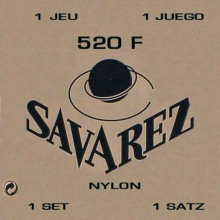 1 JEU 1 JUEGO
520 F
SAVAREZ
NYLON
1 SET 1 SATZ